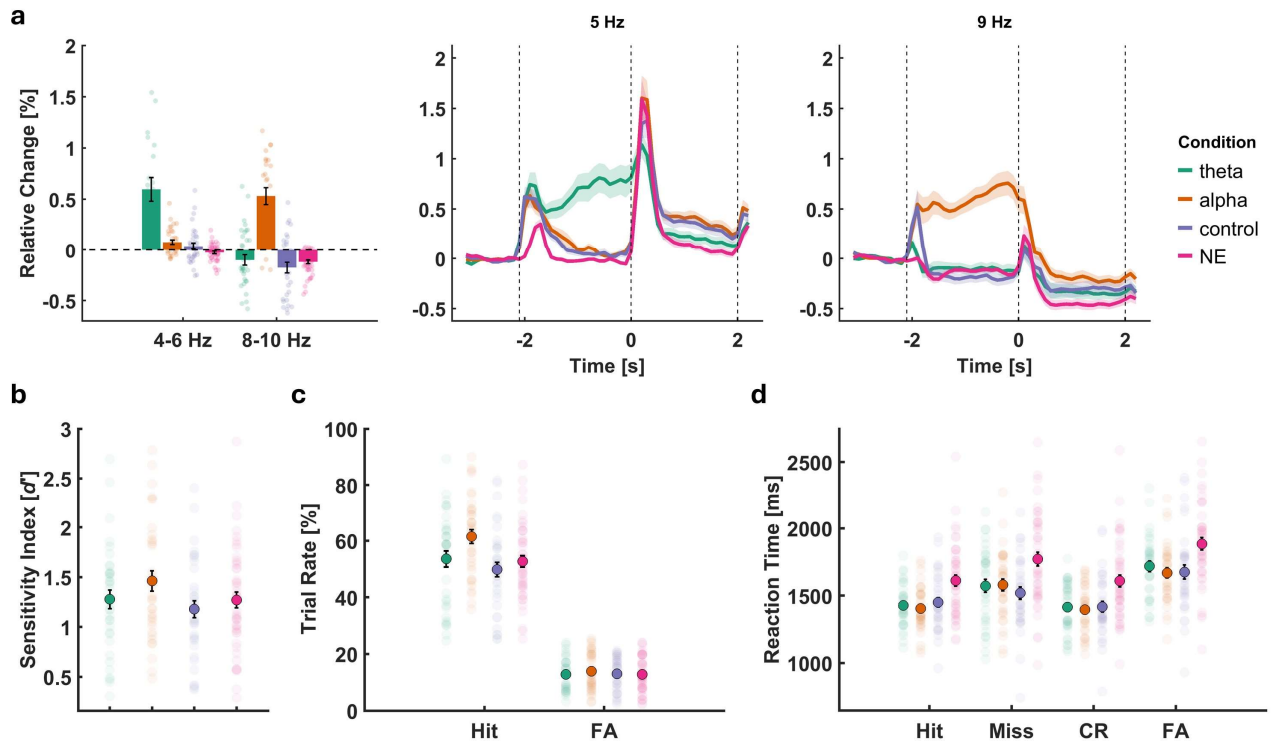 a
5 Hz
9 Hz
Relative Change [%]
2
1.5
1
0.5
0
-0.5
4-6 Hz
8-10 Hz
2
1.5
1
0.5
0
-0.5
-2
0
2
Time [s]
2
1.5
1
0.5
0
-0.5
-2
0
2
Time [s]
Condition
theta
alpha
control
NE
b
Sensitivity Index [d']
3
2.5
2
1.5
1
0.5
c
Trial Rate [%]
100
80
60
40
20
0
Hit
FA
d
Reaction Time [ms]
2500
2000
1500
1000
Hit
Miss
CR
FA